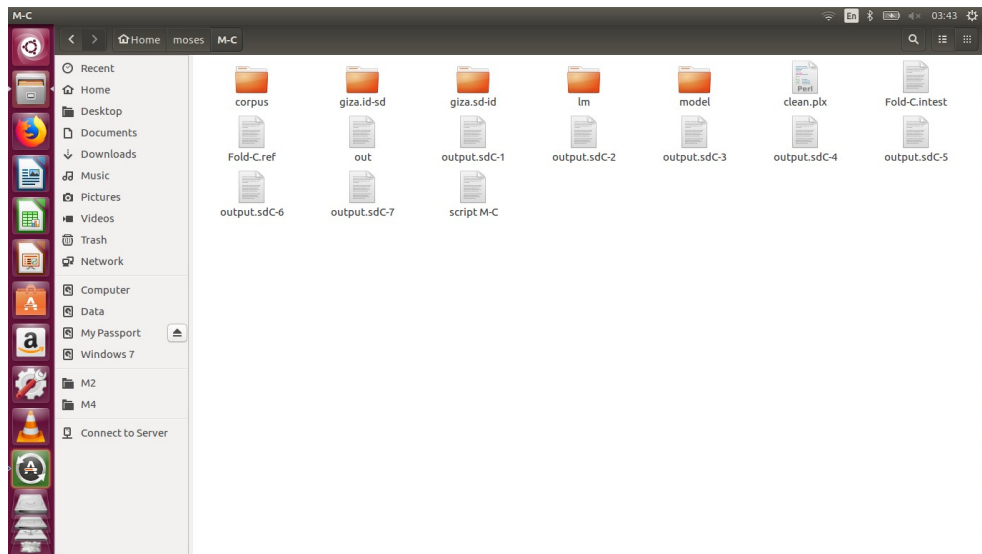 M-C
En
03:43
Home moses M-C
Recent
Home
Desktop
Documents
Downloads
Music
Pictures
Videos
Trash
Network
Computer
Data
My Passport
Windows 7
M2
M4
Connect to Server
corpus giza.id-sd giza.sd-id lm model clean.plx Fold-C.intest
Perl
Fold-C.ref out output.sdC-1 output.sdC-2 output.sdC-3 output.sdC-4 output.sdC-5
output.sdC-6 output.sdC-7 script M-C